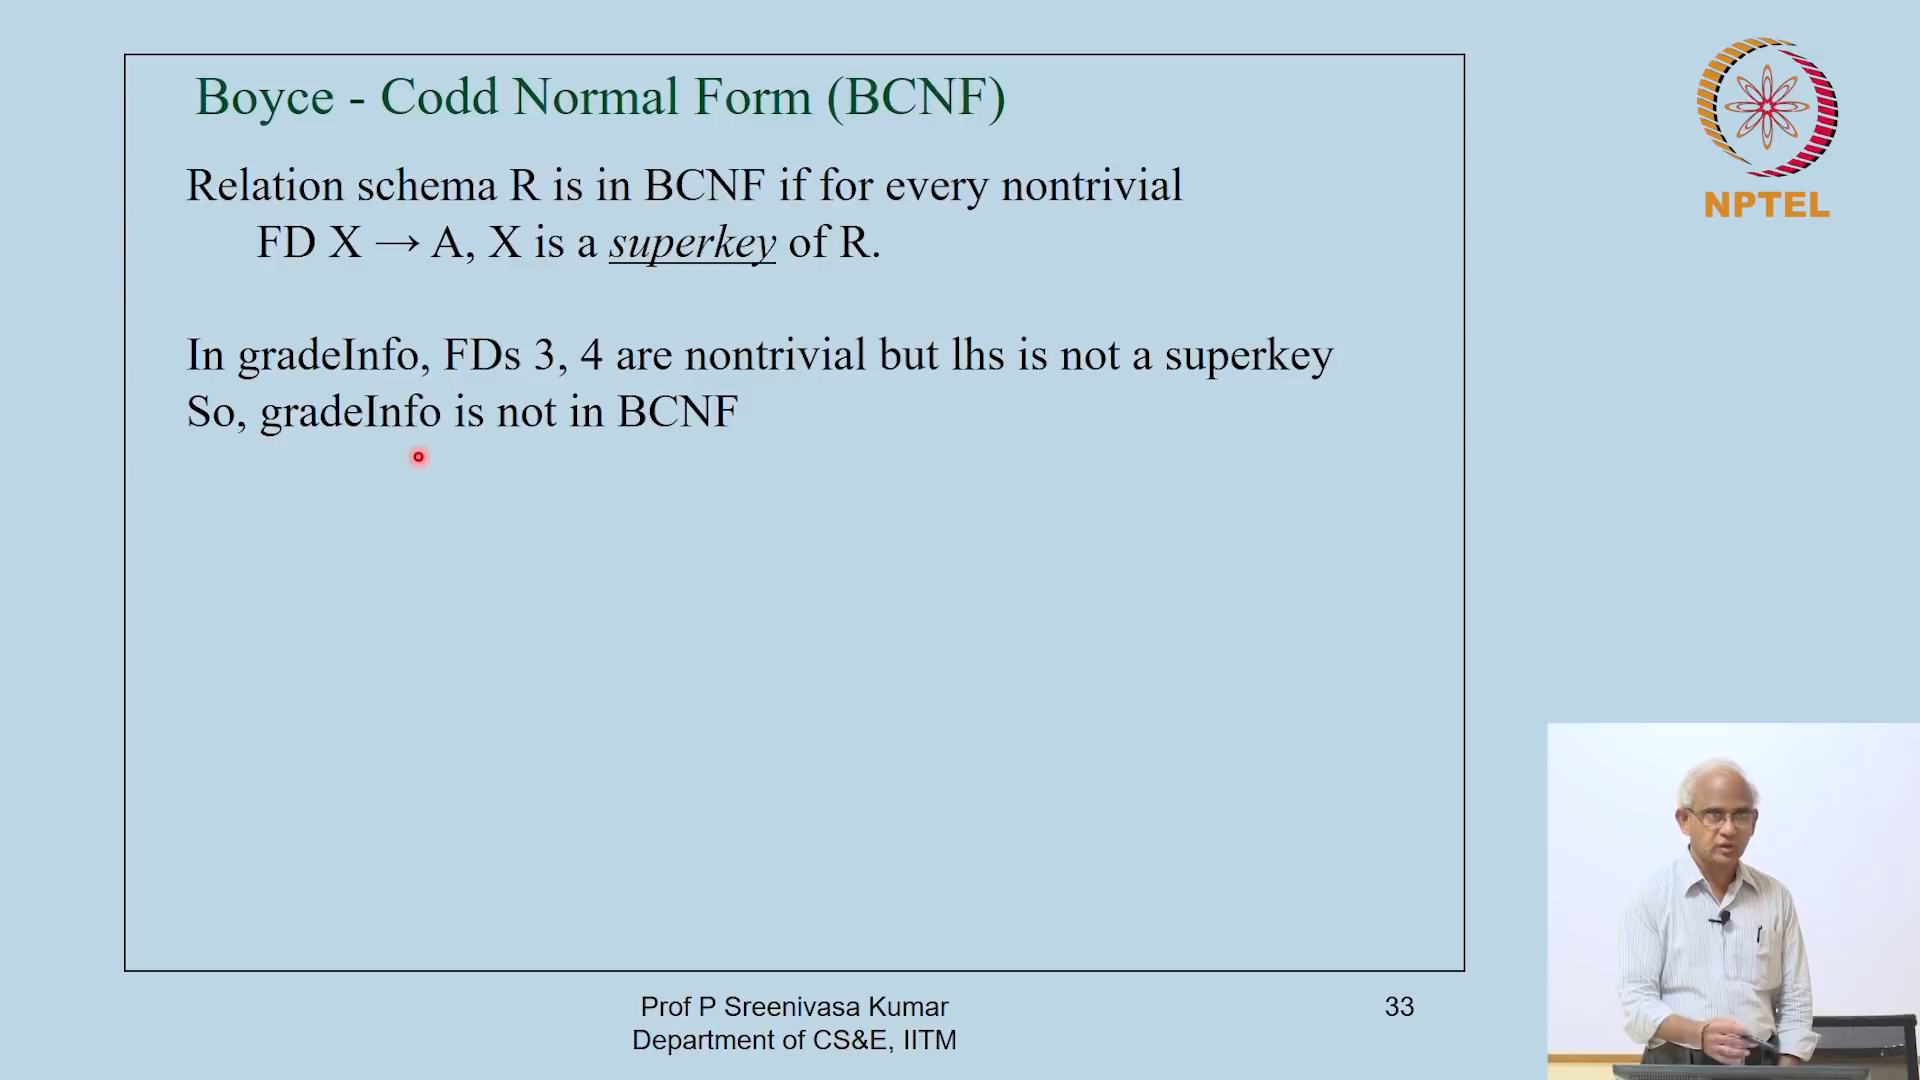 Boyce - Codd Normal Form (BCNF)
Relation schema R is in BCNF if for every nontrivial
FD X → A, X is a superkey of R.
In gradeInfo, FDs 3, 4 are nontrivial but lhs is not a superkey
So, gradeInfo is not in BCNF
NPTEL
Prof P Sreenivasa Kumar
Department of CS&E, IITM
33